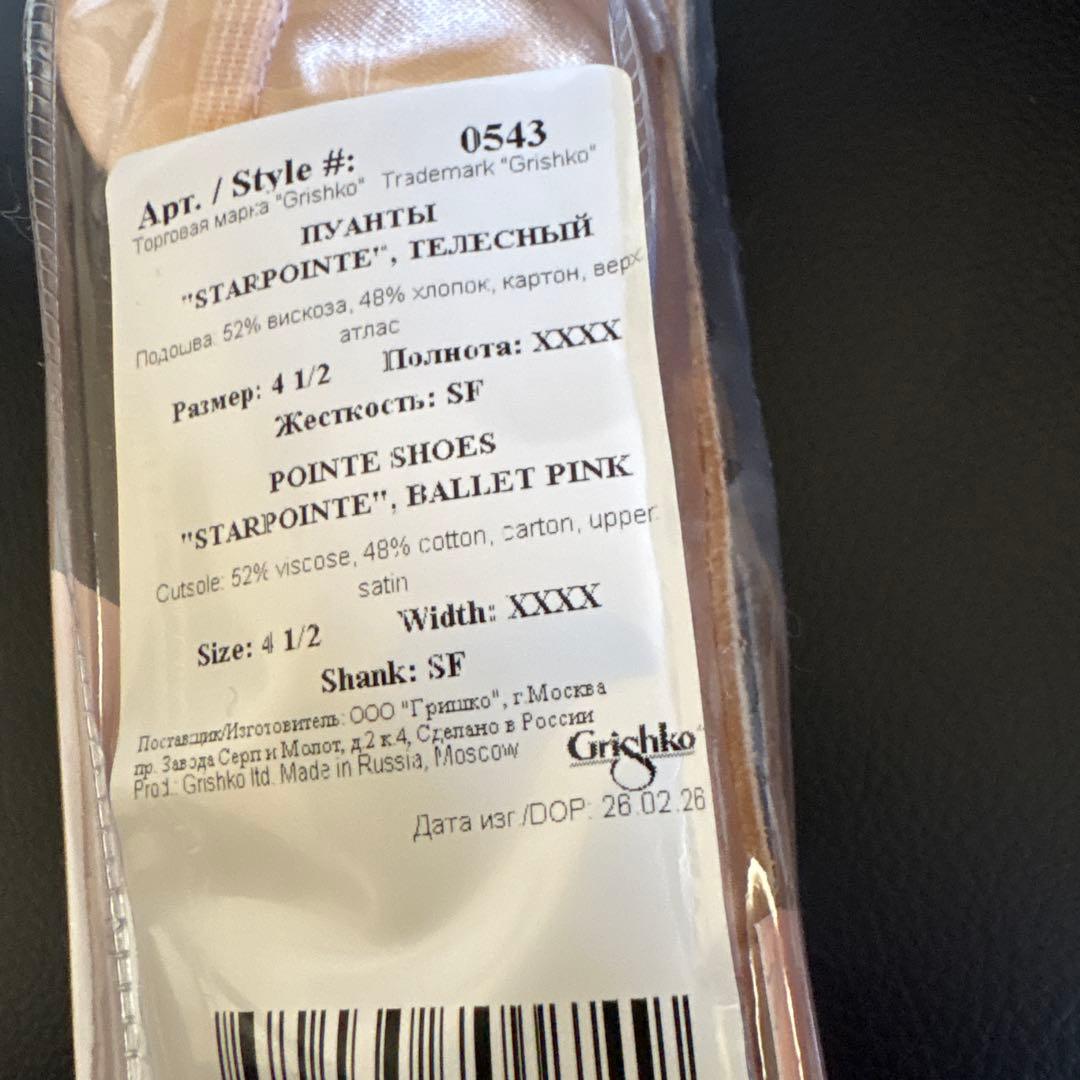 Арт. / Style #: 0543
Торговая марка "Grishko" Trademark "Grishko"
ПУАНТЫ
"STARPOINTE", ТЕЛЕСНЫЙ
Подошва: 52% вискоза, 48% хлопок, картон, верх:
атлас
Размер: 4 1/2 Полнота: XXXX
Жесткость: SF
POINTE SHOES
"STARPOINTE", BALLET PINK
Outsole: 52% viscose, 48% cotton, carton, upper:
satin
Size: 4 1/2 Width: XXXX
Shank: SF
Поставщик/Изготовитель: ООО "Гришко", г.Москва
пр. Завода Серп и Молот, д.2 к.4, Сделано в России
Prod.: Grishko ltd. Made in Russia, Moscow
Grishko
Дата изг./DOP: 26.02.26